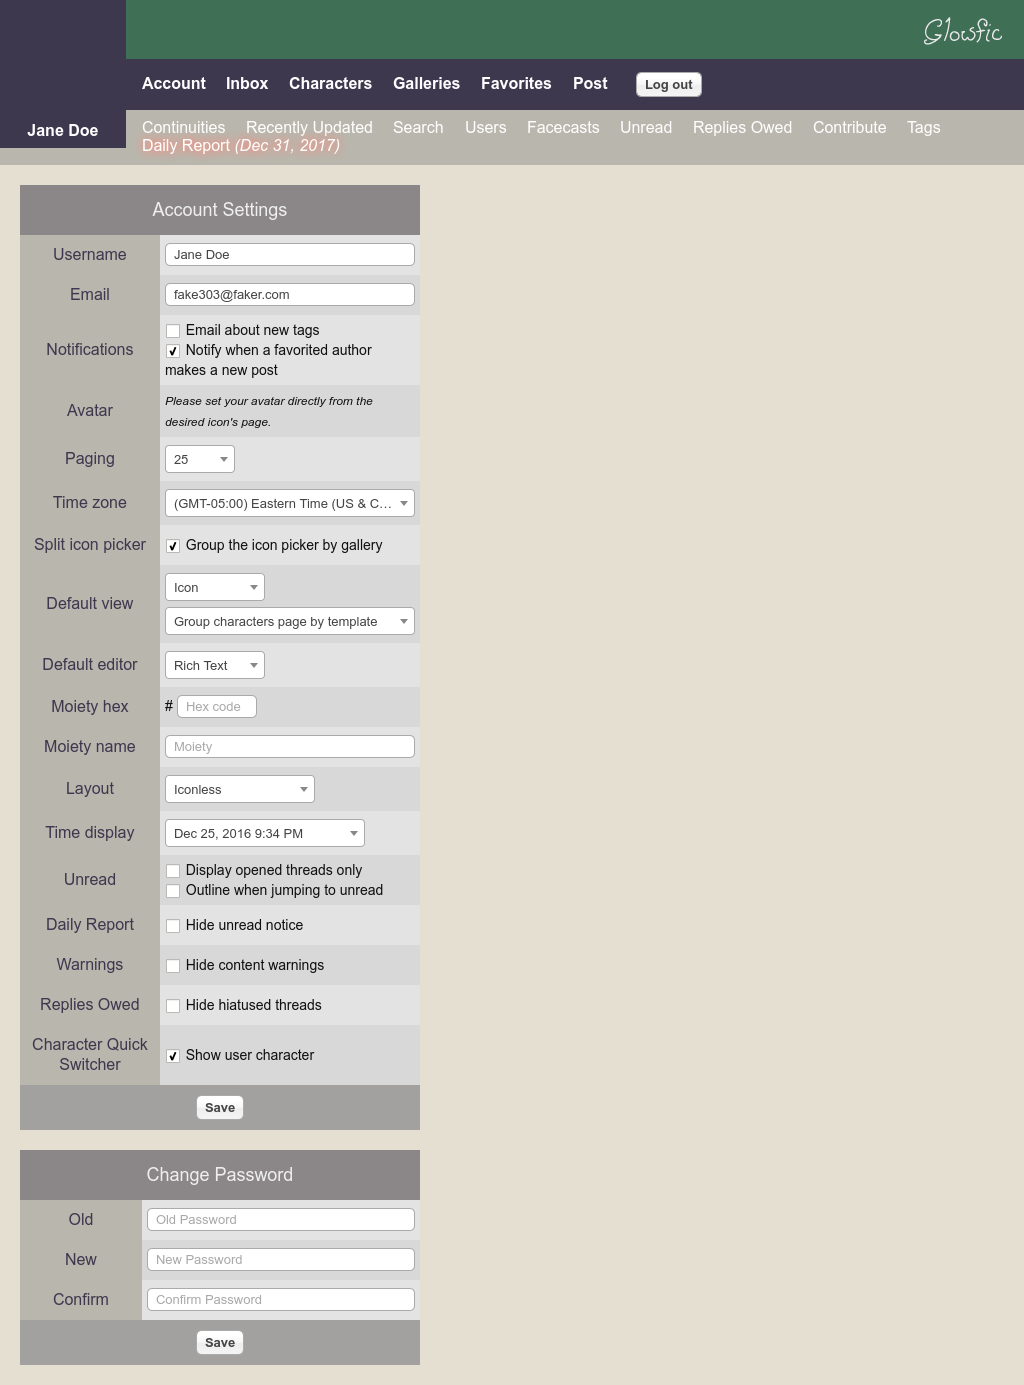 Glowfic
Account Inbox Characters Galleries Favorites Post Log out
Jane Doe
Continuities Recently Updated Search Users Facecasts Unread Replies Owed Contribute Tags
Daily Report (Dec 31, 2017)
Account Settings
Username Jane Doe
Email fake303@faker.com
Notifications
Email about new tags
Notify when a favorited author
makes a new post
Avatar
Please set your avatar directly from the
desired icon's page.
Paging 25
Time zone (GMT-05:00) Eastern Time (US & C...
Split icon picker Group the icon picker by gallery
Default view
Icon
Group characters page by template
Default editor Rich Text
Moiety hex # Hex code
Moiety name Moiety
Layout Iconless
Time display Dec 25, 2016 9:34 PM
Unread
Display opened threads only
Outline when jumping to unread
Daily Report Hide unread notice
Warnings Hide content warnings
Replies Owed Hide hiatused threads
Character Quick
Switcher
Show user character
Save
Change Password
Old Old Password
New New Password
Confirm Confirm Password
Save